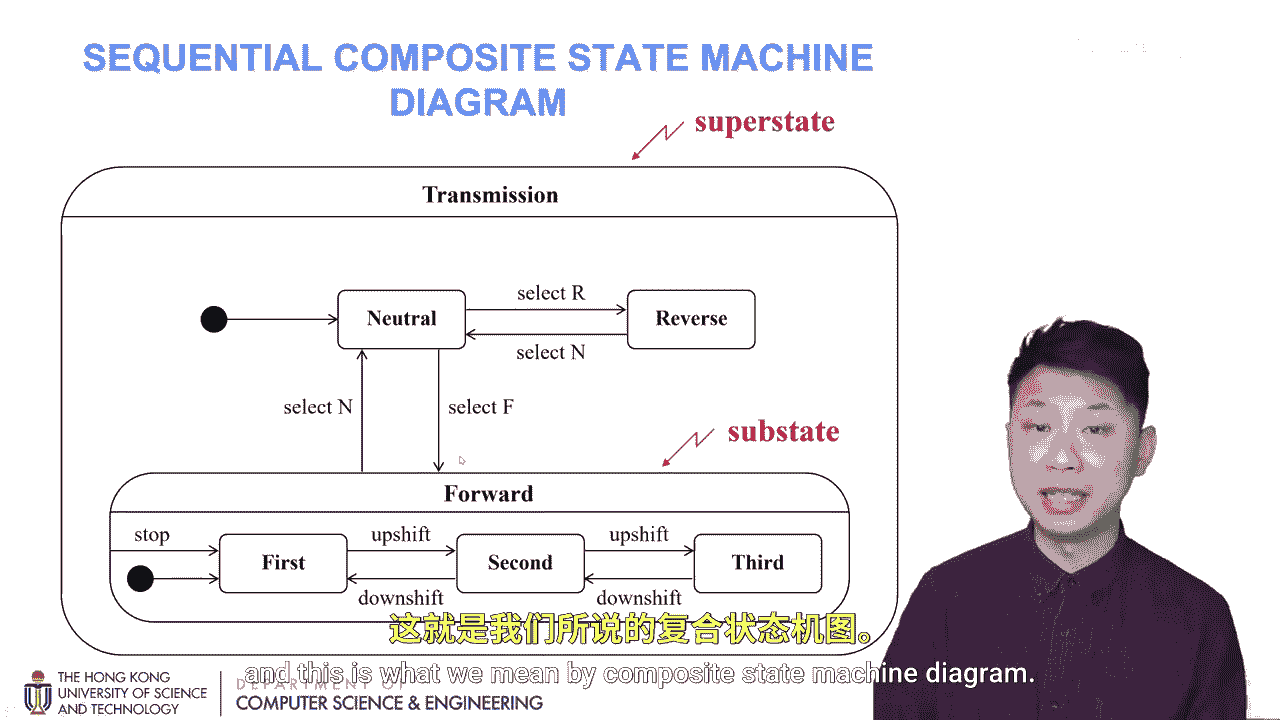 SEQUENTIAL COMPOSITE STATE MACHINE
DIAGRAM
superstate
Transmission
select R
Neutral
Reverse
select N
select N
select F
substate
Forward
stop
upshift
upshift
First
Second
Third
downshift
downshift
这就是我们所说的复合状态机图。
and this is what we mean by composite state machine diagram.
THE HONG KONG
UNIVERSITY OF SCIENCE
AND TECHNOLOGY
DEPARTMENT OF
COMPUTER SCIENCE & ENGINEERING